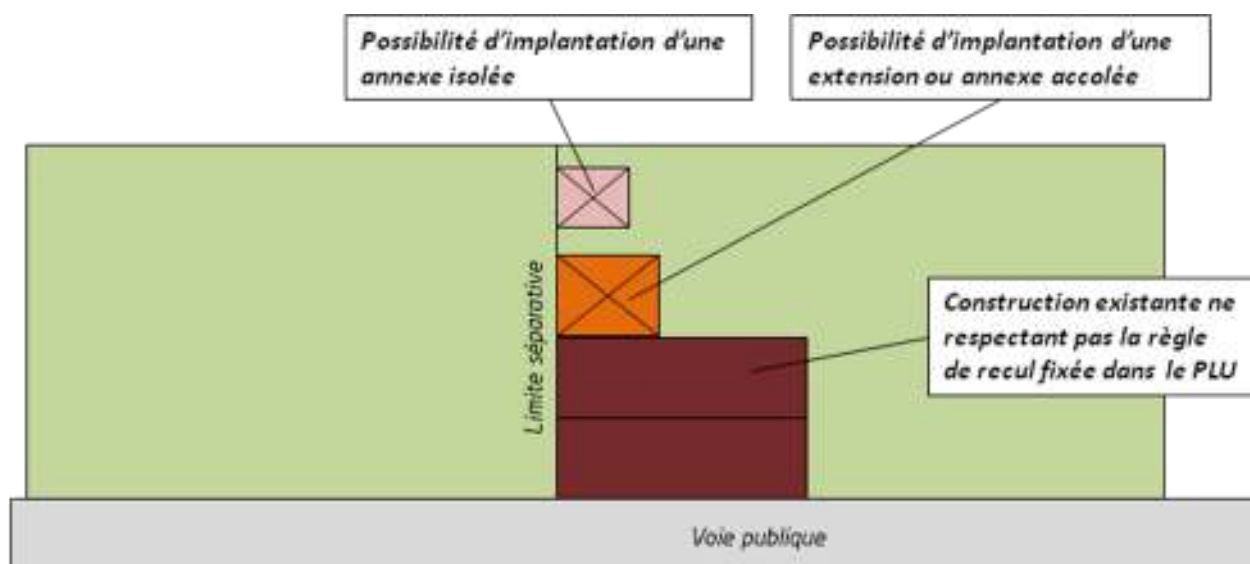 Possibilité d'implantation d'une
annexe isolée
Possibilité d'implantation d'une
extension ou annexe accolée
Construction existante ne
respectant pas la règle
de recul fixée dans le PLU
Limite séparative
Voie publique